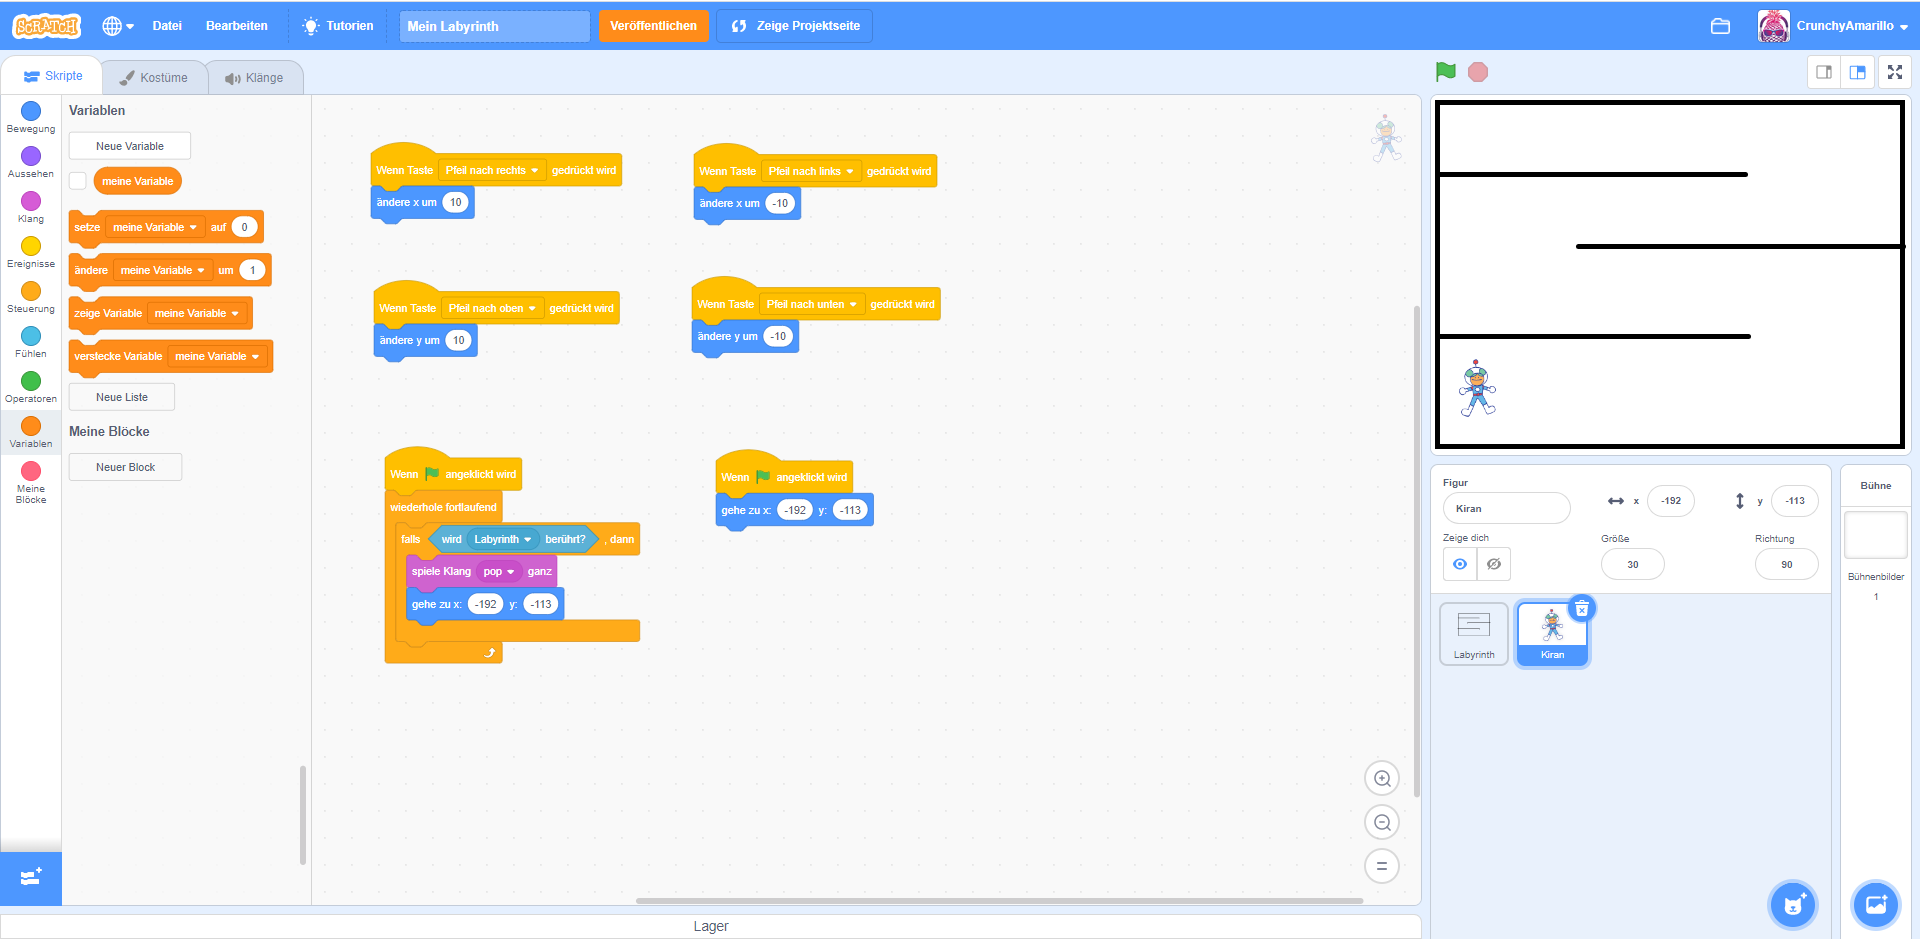 SCRATCH
Datei
Bearbeiten
Tutorien
Mein Labyrinth
Veröffentlichen
Zeige Projektseite
CrunchyAmarillo
Skripte
Kostüme
Klänge
Bewegung
Aussehen
Klang
Ereignisse
Steuerung
Fühlen
Operatoren
Variablen
Meine
Blöcke
Variablen
Neue Variable
meine Variable
setze meine Variable auf 0
ändere meine Variable um 1
zeige Variable meine Variable
verstecke Variable meine Variable
Neue Liste
Meine Blöcke
Neuer Block
Wenn Taste Pfeil nach rechts gedrückt wird
ändere x um 10
Wenn Taste Pfeil nach links gedrückt wird
ändere x um -10
Wenn Taste Pfeil nach oben gedrückt wird
ändere y um 10
Wenn Taste Pfeil nach unten gedrückt wird
ändere y um -10
Wenn angeklickt wird
wiederhole fortlaufend
falls wird Labyrinth berührt? , dann
spiele Klang pop ganz
gehe zu x: -192 y: -113
Wenn angeklickt wird
gehe zu x: -192 y: -113
Lager
Figur
Kiran
x -192
y -113
Zeige dich
Größe
30
Richtung
90
Labyrinth
Kiran
Bühne
Bühnenbilder
1